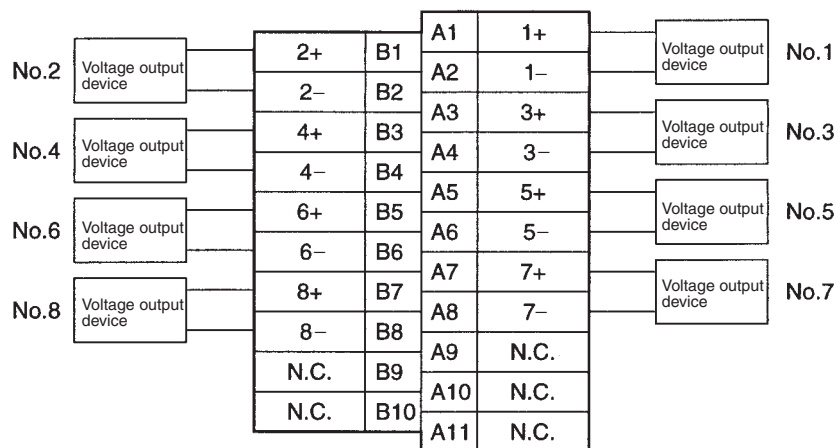 A1 1+
No.1 Voltage output
device
2+ B1
No.2 Voltage output
device
A2 1–
2– B2
A3 3+
No.3 Voltage output
device
4+ B3
No.4 Voltage output
device
A4 3–
4– B4
A5 5+
No.5 Voltage output
device
6+ B5
No.6 Voltage output
device
A6 5–
6– B6
A7 7+
No.7 Voltage output
device
8+ B7
No.8 Voltage output
device
A8 7–
8– B8
A9 N.C.
N.C. B9
A10 N.C.
N.C. B10
A11 N.C.